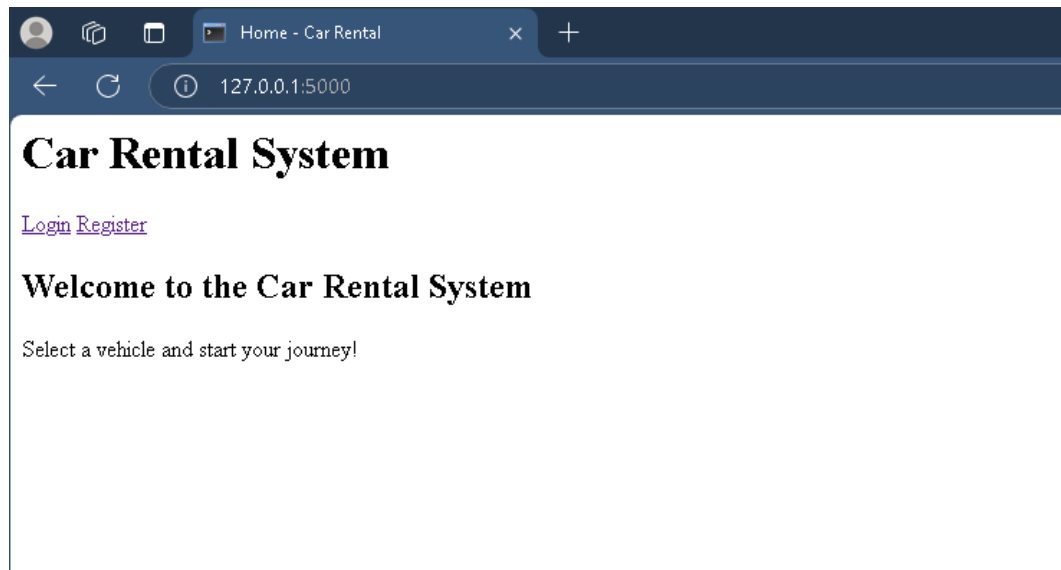 Home - Car Rental
127.0.0.1:5000
Car Rental System
Login Register
Welcome to the Car Rental System
Select a vehicle and start your journey!